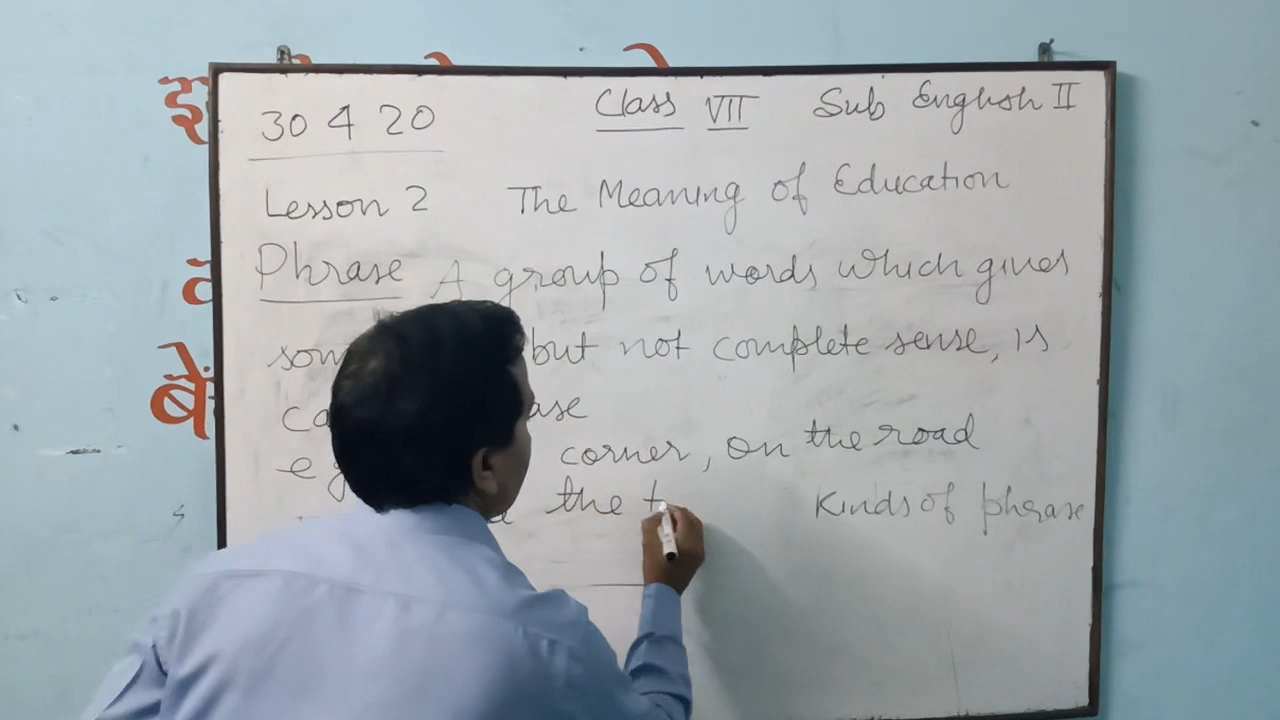 30 4 20 Class VII Sub English II
Lesson 2 The Meaning of Education
Phrase A group of words which gives
but not complete sense, is
corner, on the road
the t Kinds of phrase